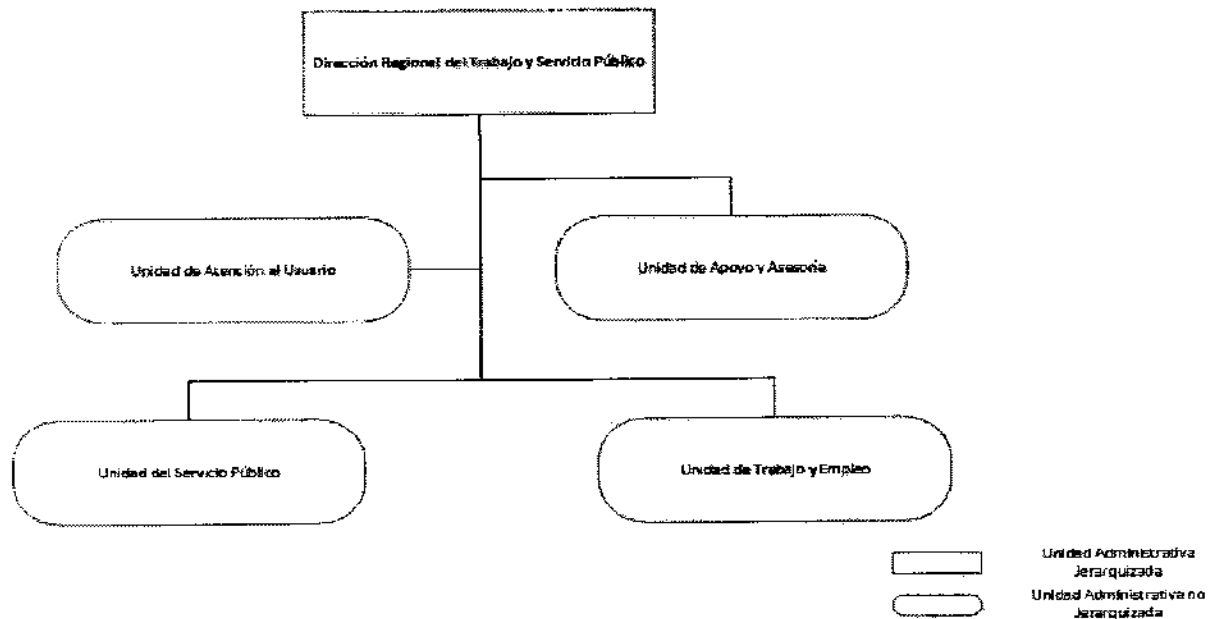 Dirección Regional del Trabajo y Servicio Público
Unidad de Atención al Usuario
Unidad de Apoyo y Asesoría
Unidad del Servicio Público
Unidad de Trabajo y Empleo
Unidad Administrativa
Jerarquizada
Unidad Administrativa no
Jerarquizada